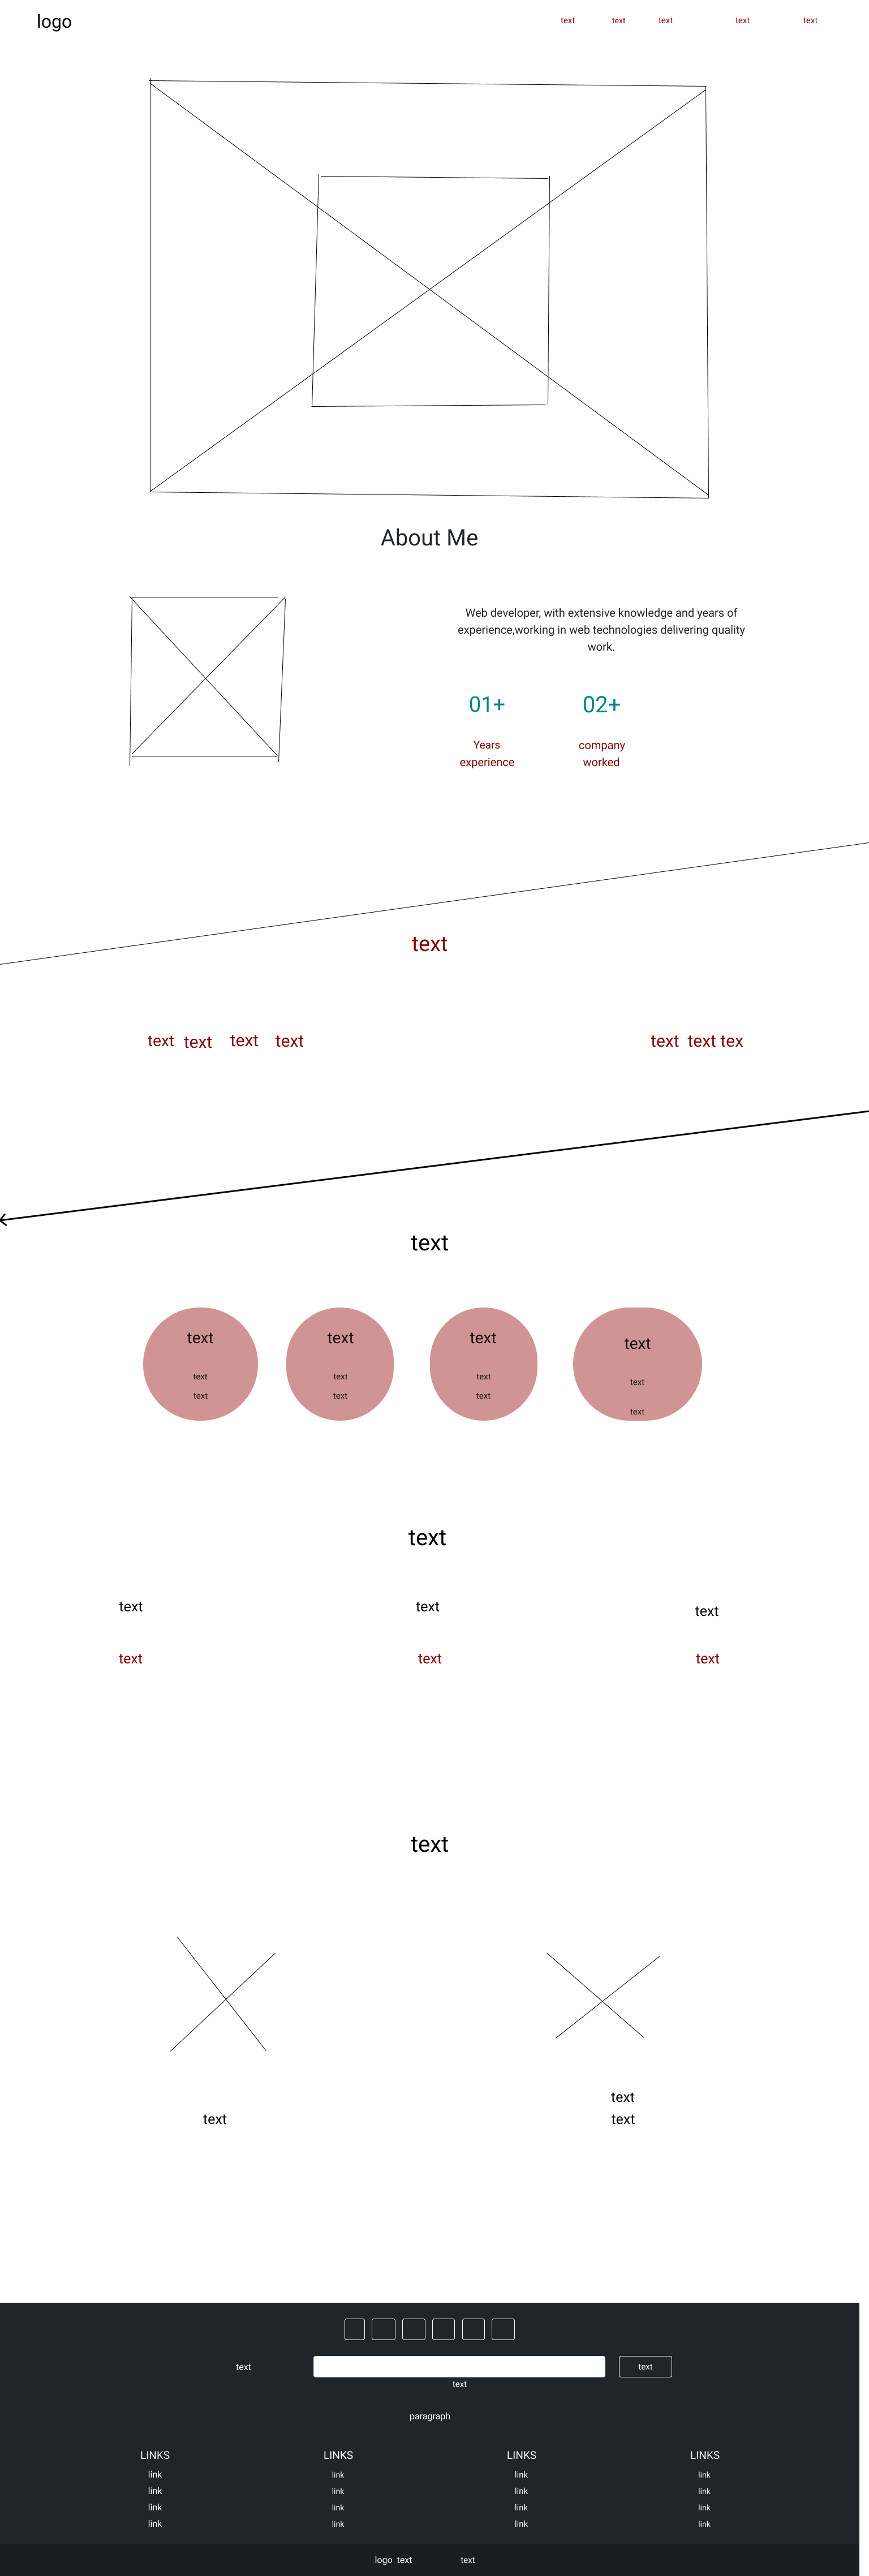 logo text text text text text
About Me
Web developer, with extensive knowledge and years of
experience,working in web technologies delivering quality
work.
01+ 02+
Years company
experience worked
text
text text text text text text tex
text
text text text text
text text text text
text text text text
text
text text text
text text text
text
text
text text
text text
text
paragraph
LINKS LINKS LINKS LINKS
link link link link
link link link link
link link link link
link link link link
logo text text